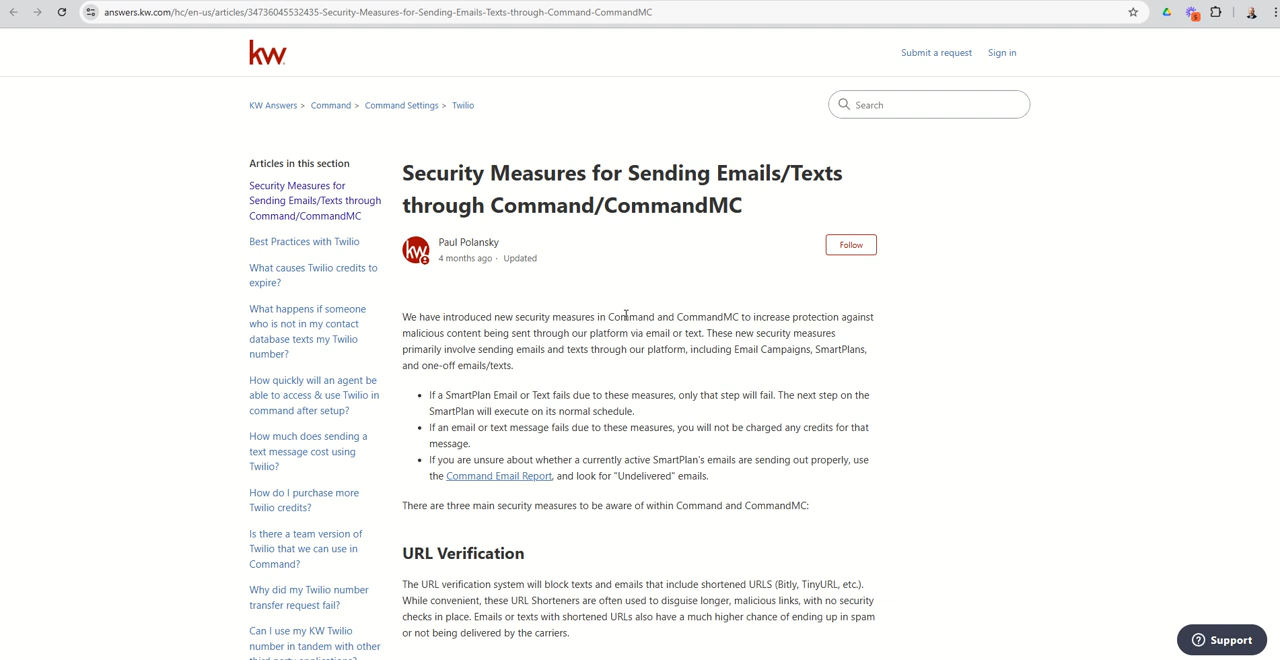 answers.kw.com/hc/en-us/articles/34736045532435-Security-Measures-for-Sending-Emails-Texts-through-Command-CommandMC
5
kw
Submit a request
Sign in
KW Answers > Command > Command Settings > Twilio
Search
Articles in this section
Security Measures for
Sending Emails/Texts through
Command/CommandMC
Best Practices with Twilio
What causes Twilio credits to
expire?
What happens if someone
who is not in my contact
database texts my Twilio
number?
How quickly will an agent be
able to access & use Twilio in
command after setup?
How much does sending a
text message cost using
Twilio?
How do I purchase more
Twilio credits?
Is there a team version of
Twilio that we can use in
Command?
Why did my Twilio number
transfer request fail?
Can I use my KW Twilio
number in tandem with other
third party applications?
Security Measures for Sending Emails/Texts
through Command/CommandMC
kw
Paul Polansky
4 months ago · Updated
Follow
We have introduced new security measures in Command and CommandMC to increase protection against
malicious content being sent through our platform via email or text. These new security measures
primarily involve sending emails and texts through our platform, including Email Campaigns, SmartPlans,
and one-off emails/texts.
• If a SmartPlan Email or Text fails due to these measures, only that step will fail. The next step on the
SmartPlan will execute on its normal schedule.
• If an email or text message fails due to these measures, you will not be charged any credits for that
message.
• If you are unsure about whether a currently active SmartPlan's emails are sending out properly, use
the Command Email Report, and look for "Undelivered" emails.
There are three main security measures to be aware of within Command and CommandMC:
URL Verification
The URL verification system will block texts and emails that include shortened URLS (Bitly, TinyURL, etc.).
While convenient, these URL Shorteners are often used to disguise longer, malicious links, with no security
checks in place. Emails or texts with shortened URLs also have a much higher chance of ending up in spam
or not being delivered by the carriers.
Support